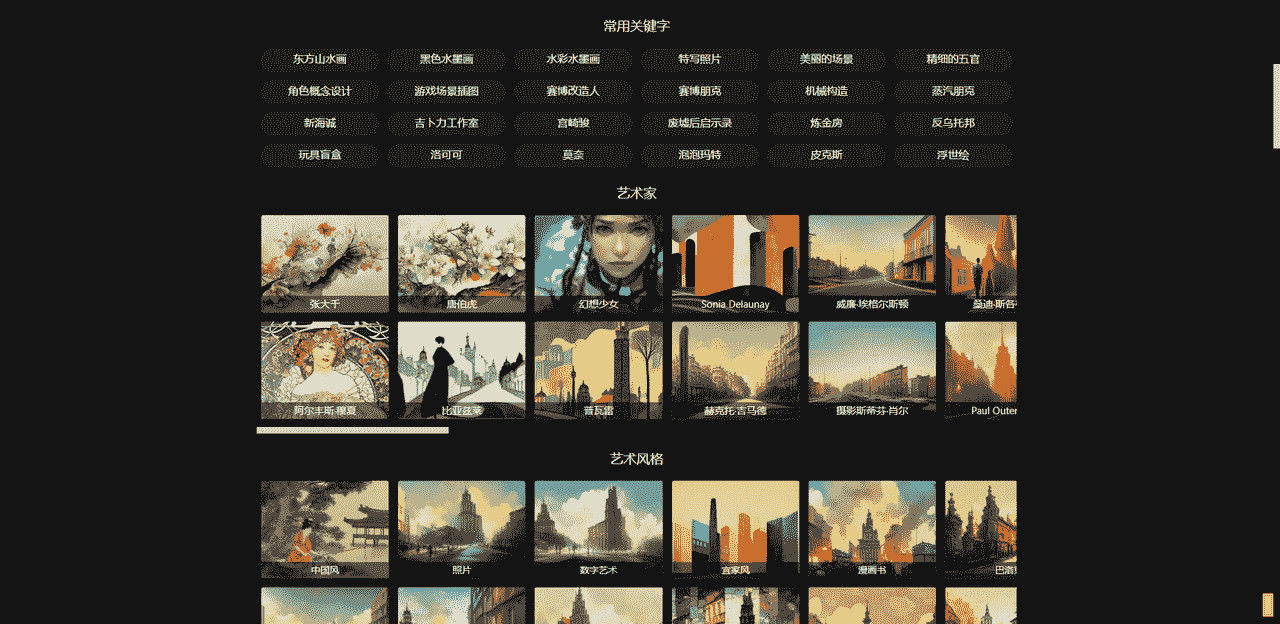 常用关键字
东方山水画 黑色水墨画 水彩水墨画 特写照片 美丽的场景 精细的五官
角色概念设计 游戏场景插图 赛博改造人 赛博朋克 机械构造 蒸汽朋克
新海诚 吉卜力工作室 宫崎骏 废墟后启示录 炼金房 反乌托邦
玩具盲盒 洛可可 莫奈 泡泡玛特 皮克斯 浮世绘
艺术家
张大千 唐伯虎 幻想少女 Sonia Delaunay 威廉·埃格尔斯顿 桑迪·斯各
阿尔丰斯·穆夏 比亚兹莱 普瓦雷 赫克托·吉马德 摄影斯蒂芬·肖尔 Paul Outer
艺术风格
中国风 照片 数字艺术 宜家风 漫画书 巴洛